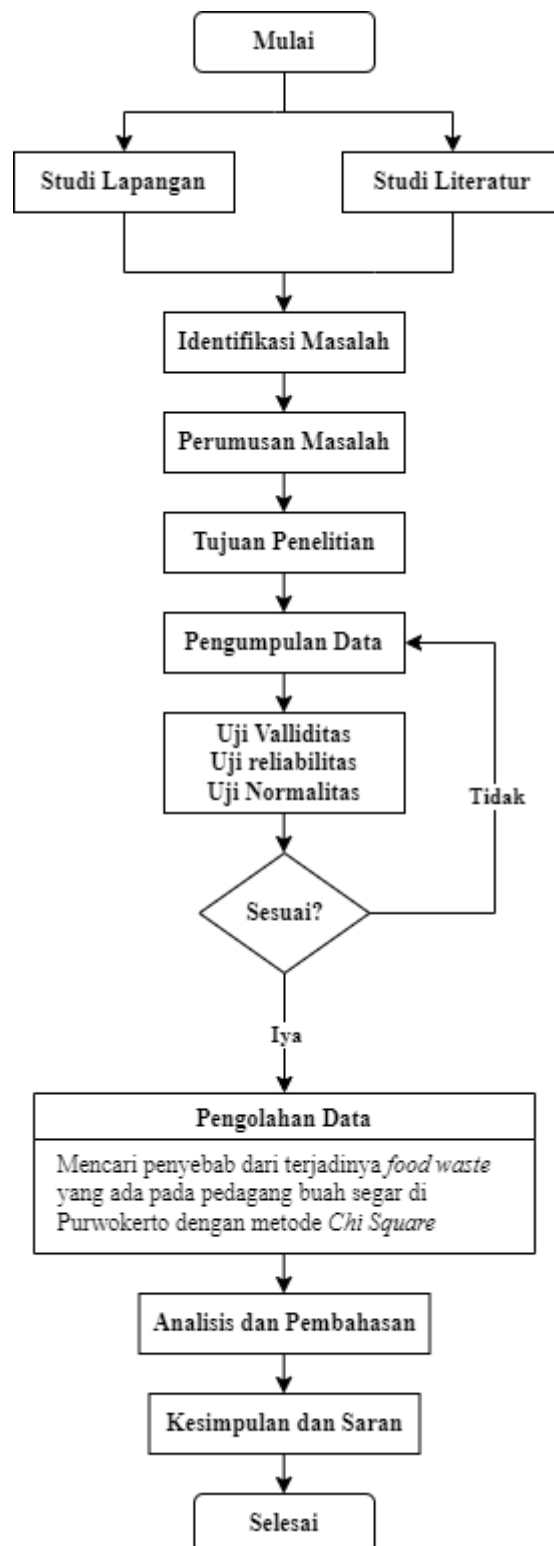 Mulai
Studi Lapangan
Studi Literatur
Identifikasi Masalah
Perumusan Masalah
Tujuan Penelitian
Pengumpulan Data
Uji Valliditas
Uji reliabilitas
Uji Normalitas
Tidak
Sesuai?
Iya
Pengolahan Data
Mencari penyebab dari terjadinya food waste
yang ada pada pedagang buah segar di
Purwokerto dengan metode Chi Square
Analisis dan Pembahasan
Kesimpulan dan Saran
Selesai